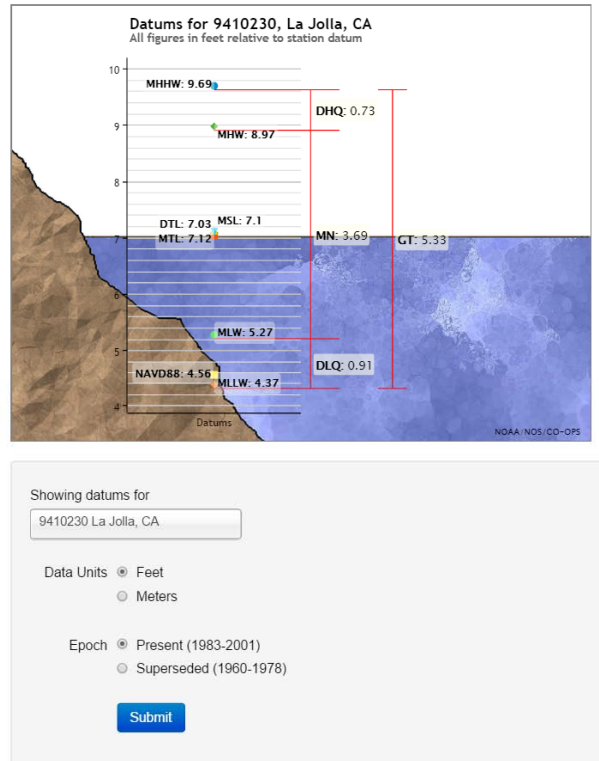 Datums for 9410230, La Jolla, CA
All figures in feet relative to station datum
10
MHHW: 9.69
DHQ: 0.73
9
MHW: 8.97
8
DTL: 7.03 MSL: 7.1
MTL: 7.12 MN: 3.69 GT: 5.33
7
6
MLW: 5.27
5
NAVD88: 4.56 MLLW: 4.37 DLQ: 0.91
4
Datums
NOAA/NOS/CO-OPS
Showing datums for
9410230 La Jolla, CA
Data Units Feet
Meters
Epoch Present (1983-2001)
Superseded (1960-1978)
Submit